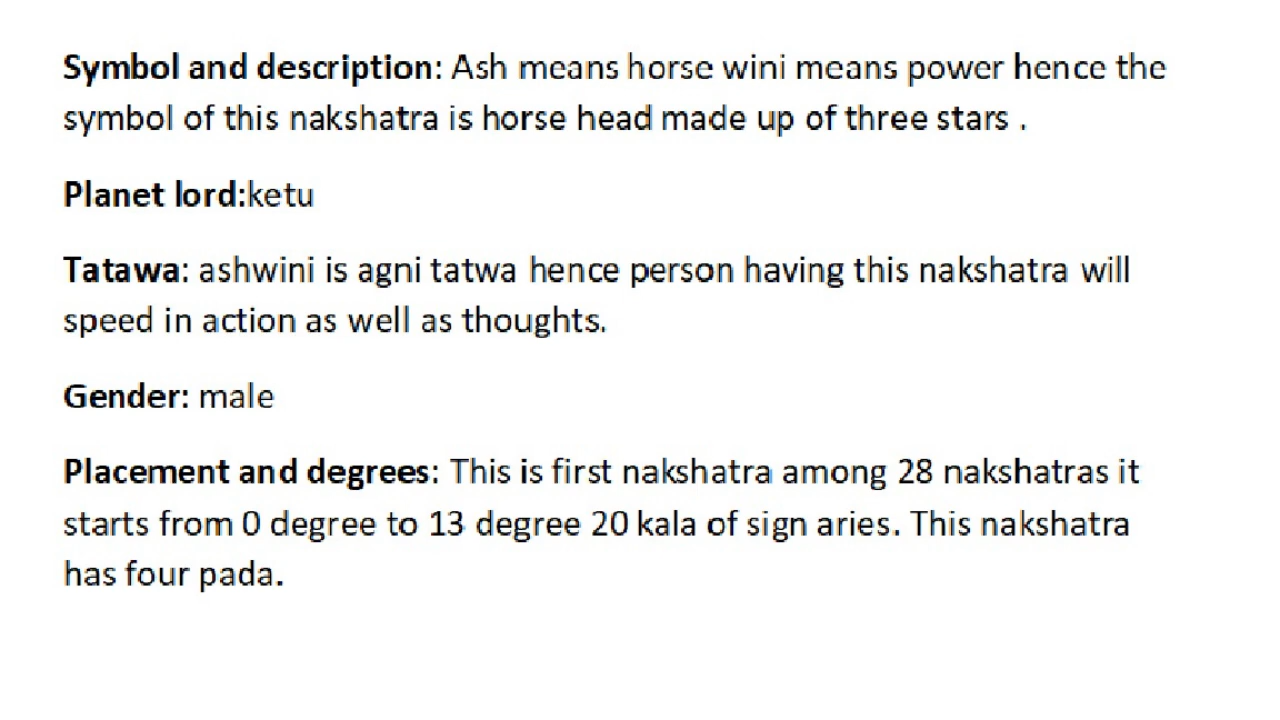 Symbol and description: Ash means horse wini means power hence the
symbol of this nakshatra is horse head made up of three stars .
Planet lord:ketu
Tatawa: ashwini is agni tatwa hence person having this nakshatra will
speed in action as well as thoughts.
Gender: male
Placement and degrees: This is first nakshatra among 28 nakshatras it
starts from 0 degree to 13 degree 20 kala of sign aries. This nakshatra
has four pada.